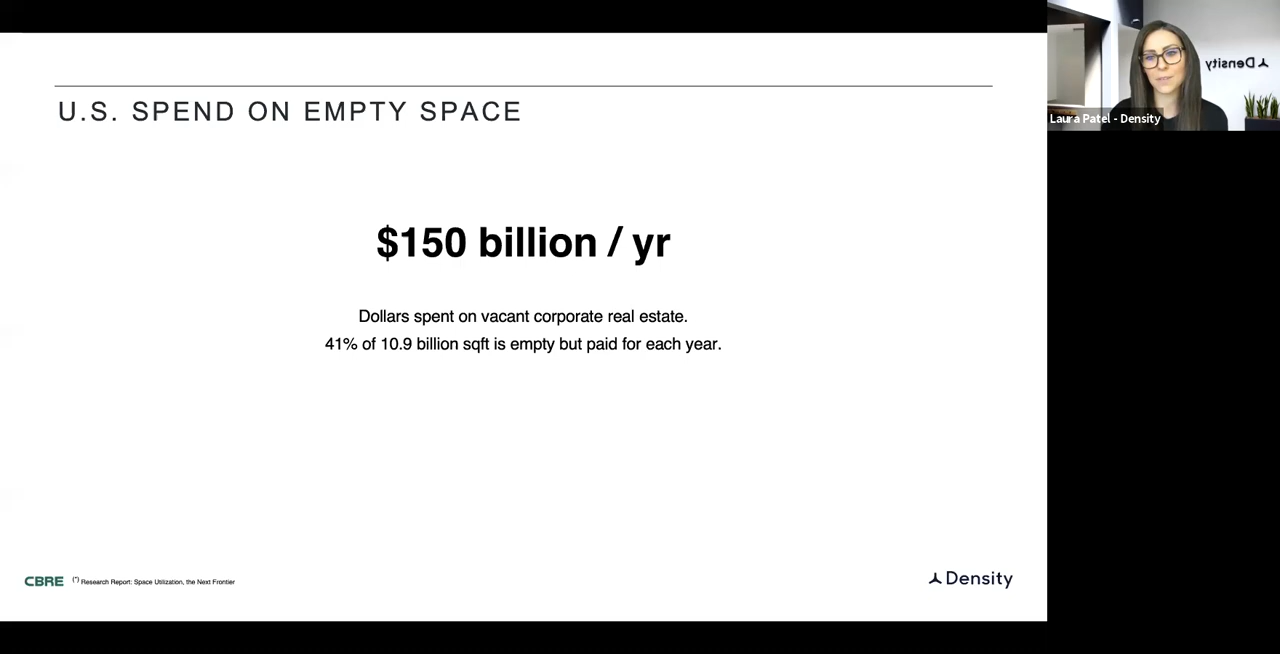 U.S. SPEND ON EMPTY SPACE
$150 billion / yr
Dollars spent on vacant corporate real estate.
41% of 10.9 billion sqft is empty but paid for each year.
CBRE (*) Research Report: Space Utilization, the Next Frontier
Density
Density
Laura Patel - Density